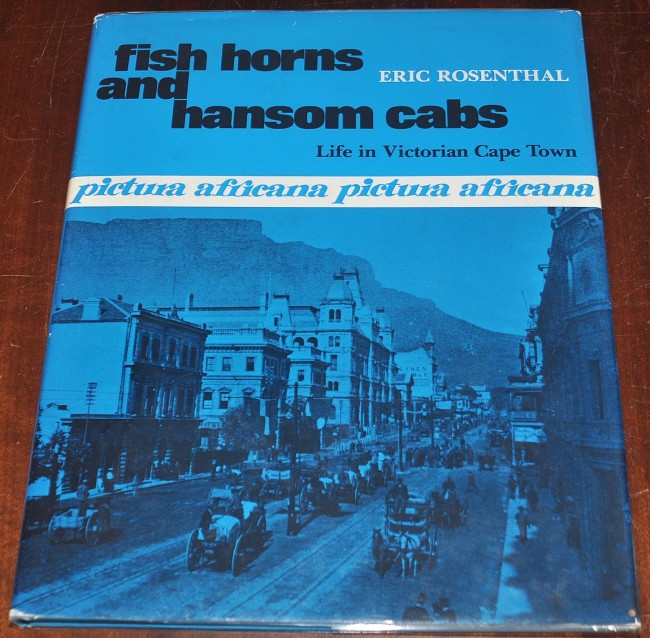 fish horns
and
hansom cabs
ERIC ROSENTHAL
Life in Victorian Cape Town
pictura africana pictura africana